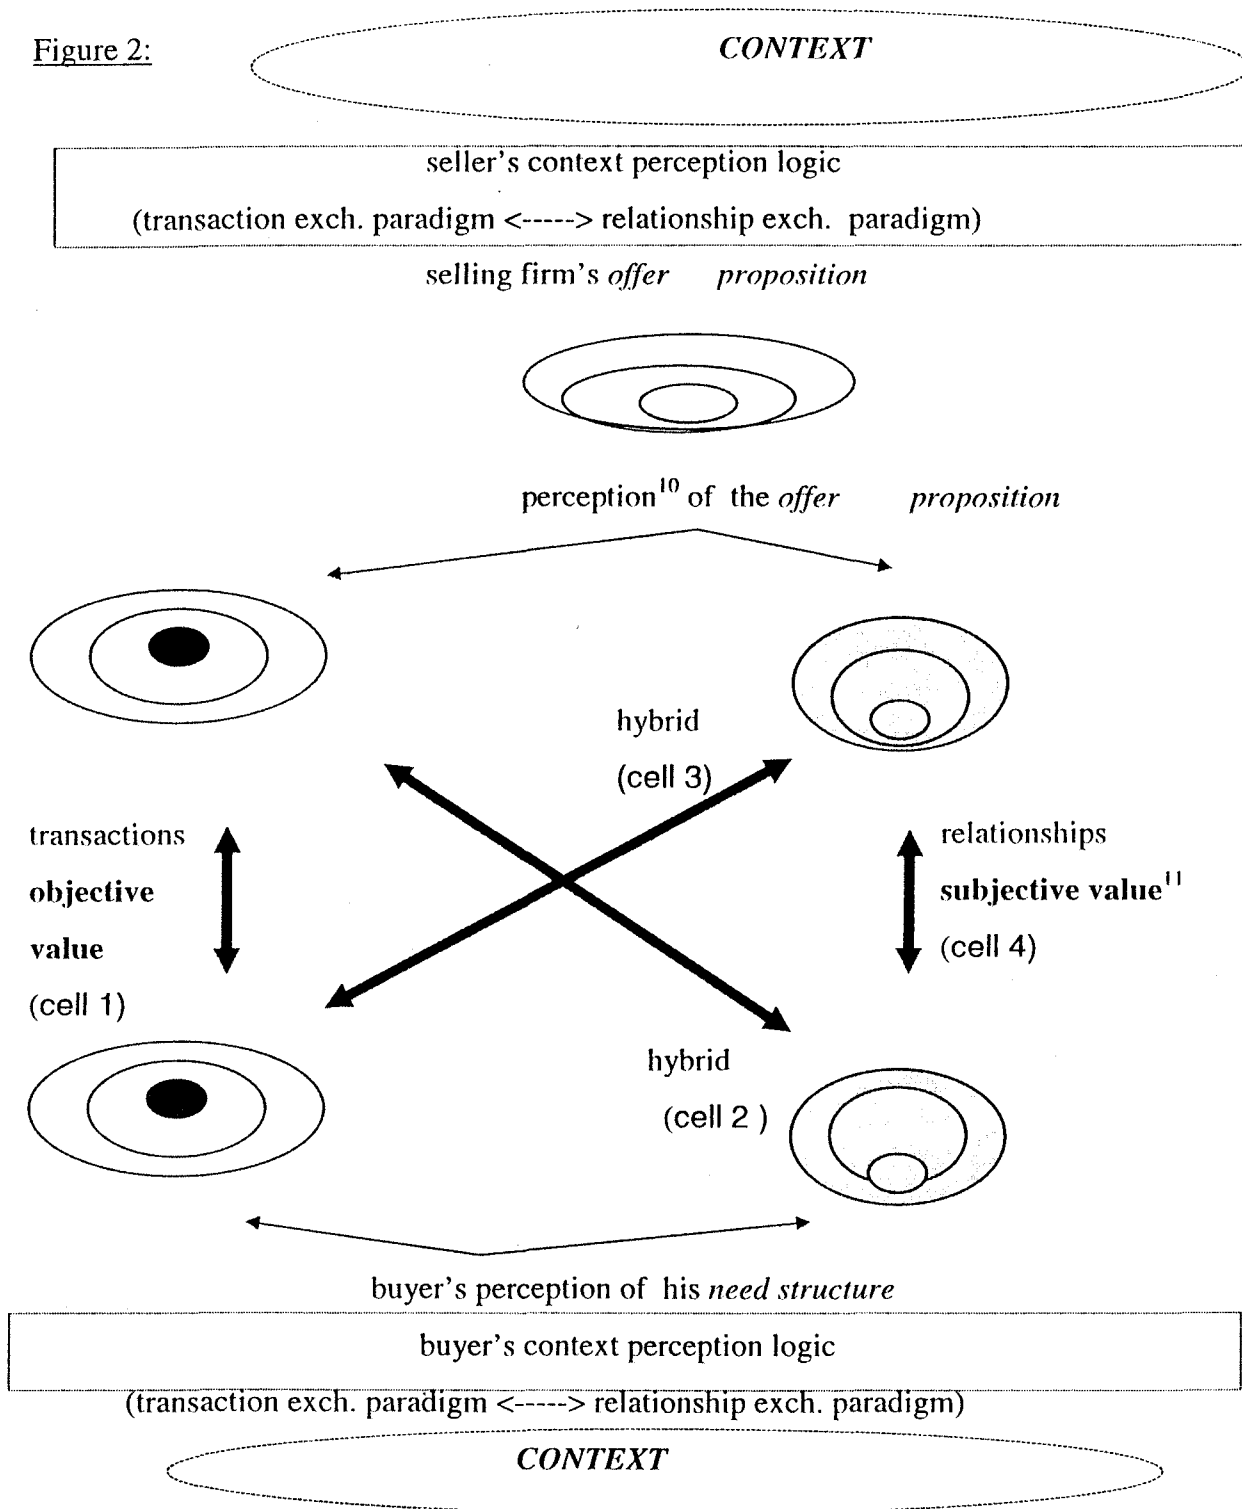 Figure 2:
CONTEXT
seller's context perception logic
(transaction exch. paradigm <-----> relationship exch. paradigm)
selling firm's offer proposition
perception¹⁰ of the offer proposition
hybrid
(cell 3)
transactions
objective
value
(cell 1)
relationships
subjective value¹¹
(cell 4)
hybrid
(cell 2 )
buyer's perception of his need structure
buyer's context perception logic
(transaction exch. paradigm <-----> relationship exch. paradigm)
CONTEXT